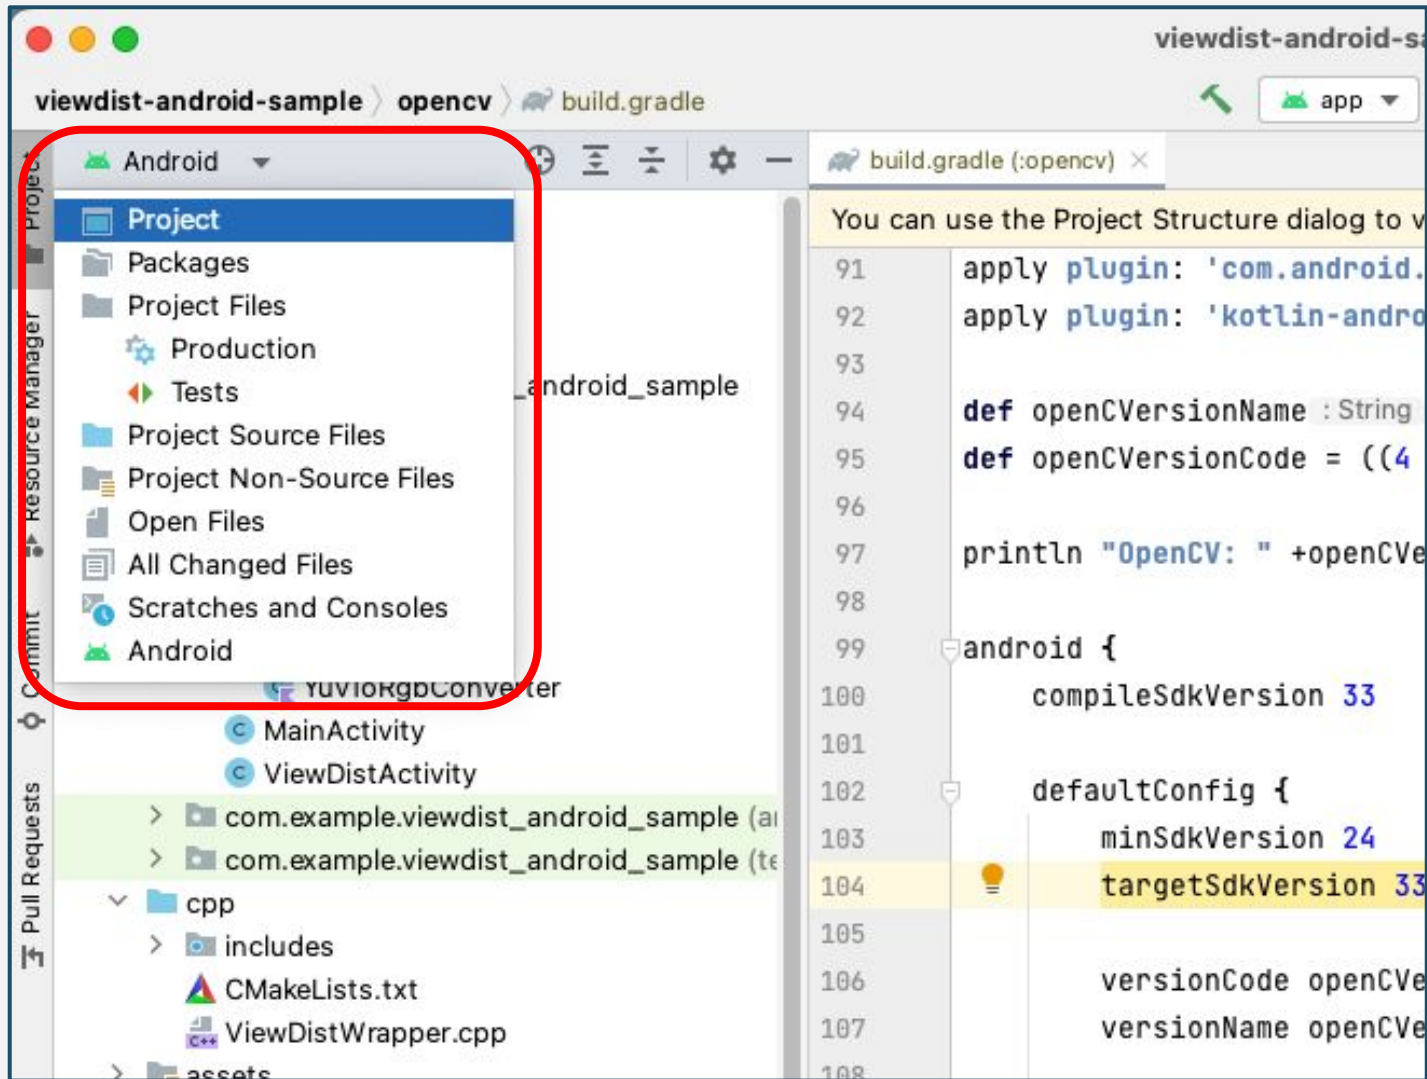 viewdist-android-sa
viewdist-android-sample opencv build.gradle
app
Project
Resource Manager
Commit
Pull Requests
Android
Project
Packages
Project Files
Production
Tests
Project Source Files
Project Non-Source Files
Open Files
All Changed Files
Scratches and Consoles
Android
_android_sample
YuvToRgbConverter
MainActivity
ViewDistActivity
com.example.viewdist_android_sample (a
com.example.viewdist_android_sample (te
cpp
includes
CMakeLists.txt
ViewDistWrapper.cpp
assets
build.gradle (:opencv)
You can use the Project Structure dialog to v
91 apply plugin: 'com.android.
92 apply plugin: 'kotlin-andro
93
94 def openCVersionName : String
95 def openCVersionCode = ((4
96
97 println "OpenCV: " +openCVe
98
99 android {
100 compileSdkVersion 33
101
102 defaultConfig {
103 minSdkVersion 24
104 targetSdkVersion 33
105
106 versionCode openCVe
107 versionName openCVe
108